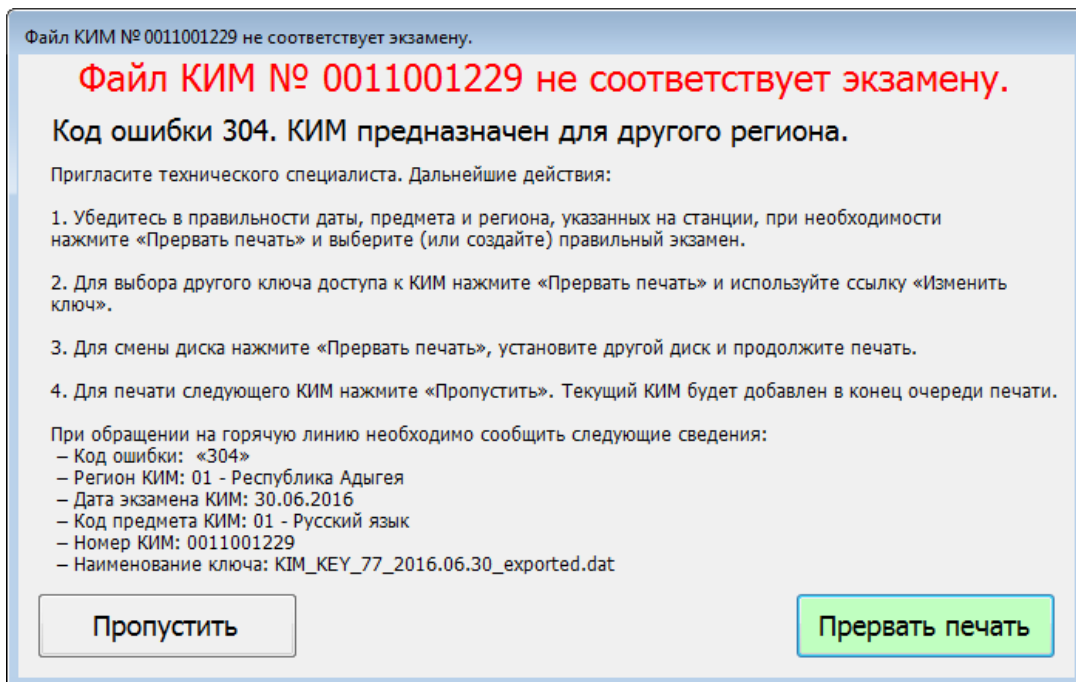 Файл КИМ № 0011001229 не соответствует экзамену.
Файл КИМ № 0011001229 не соответствует экзамену.
Код ошибки 304. КИМ предназначен для другого региона.
Пригласите технического специалиста. Дальнейшие действия:
1. Убедитесь в правильности даты, предмета и региона, указанных на станции, при необходимости
нажмите «Прервать печать» и выберите (или создайте) правильный экзамен.
2. Для выбора другого ключа доступа к КИМ нажмите «Прервать печать» и используйте ссылку «Изменить
ключ».
3. Для смены диска нажмите «Прервать печать», установите другой диск и продолжите печать.
4. Для печати следующего КИМ нажмите «Пропустить». Текущий КИМ будет добавлен в конец очереди печати.
При обращении на горячую линию необходимо сообщить следующие сведения:
– Код ошибки:  «304»
– Регион КИМ: 01 - Республика Адыгея
– Дата экзамена КИМ: 30.06.2016
– Код предмета КИМ: 01 - Русский язык
– Номер КИМ: 0011001229
– Наименование ключа: KIM_KEY_77_2016.06.30_exported.dat
Пропустить
Прервать печать